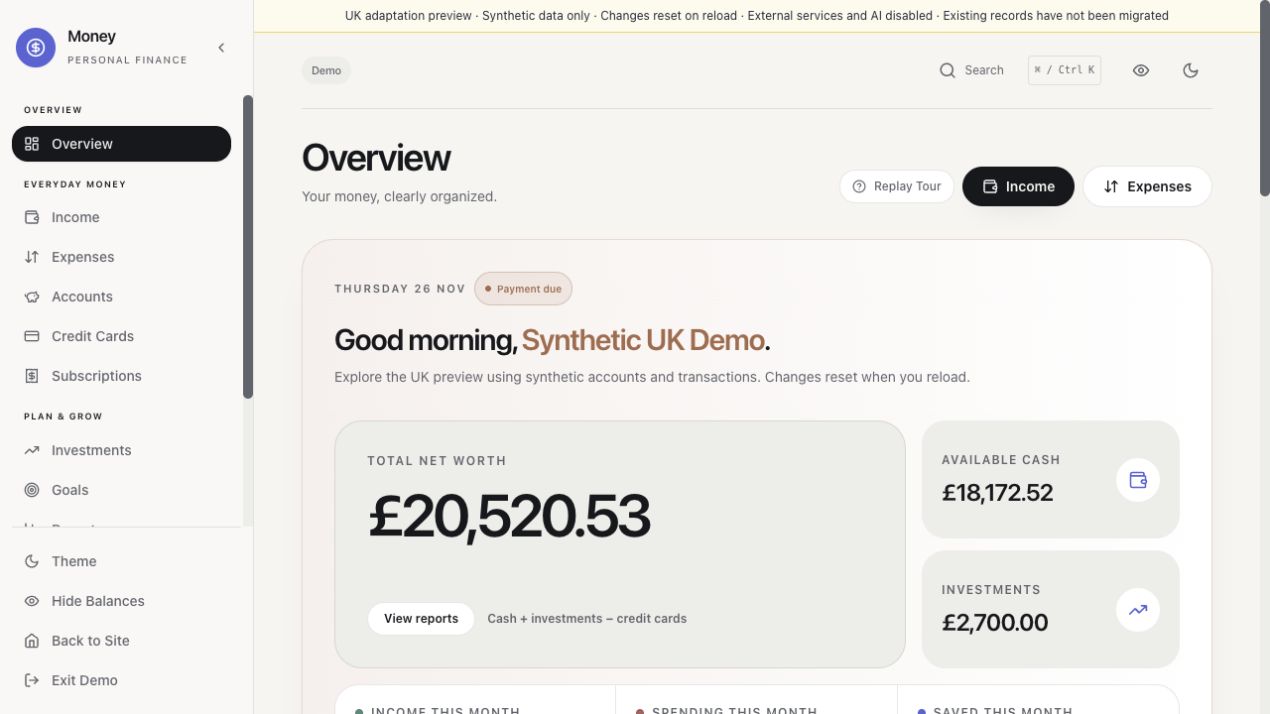 UK adaptation preview · Synthetic data only · Changes reset on reload · External services and AI disabled · Existing records have not been migrated
Money
PERSONAL FINANCE
OVERVIEW
Overview
EVERYDAY MONEY
Income
Expenses
Accounts
Credit Cards
Subscriptions
PLAN & GROW
Investments
Goals
Theme
Hide Balances
Back to Site
Exit Demo
Demo
Search
⌘ / Ctrl K
Overview
Your money, clearly organized.
Replay Tour
Income
Expenses
THURSDAY 26 NOV
Payment due
Good morning, Synthetic UK Demo.
Explore the UK preview using synthetic accounts and transactions. Changes reset when you reload.
TOTAL NET WORTH
£20,520.53
View reports
Cash + investments − credit cards
AVAILABLE CASH
£18,172.52
INVESTMENTS
£2,700.00
INCOME THIS MONTH
SPENDING THIS MONTH
SAVED THIS MONTH